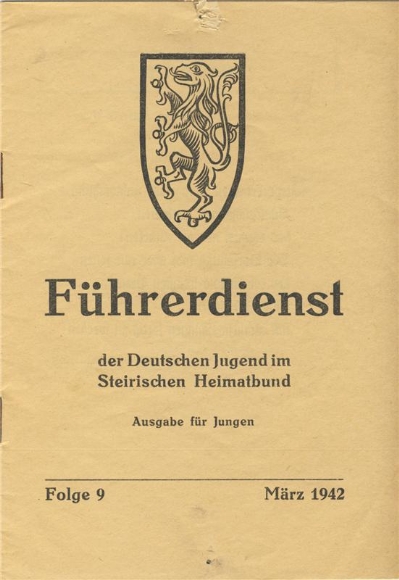 Führerdienst
der Deutschen Jugend im
Steirischen Heimatbund
Ausgabe für Jungen
Folge 9 März 1942